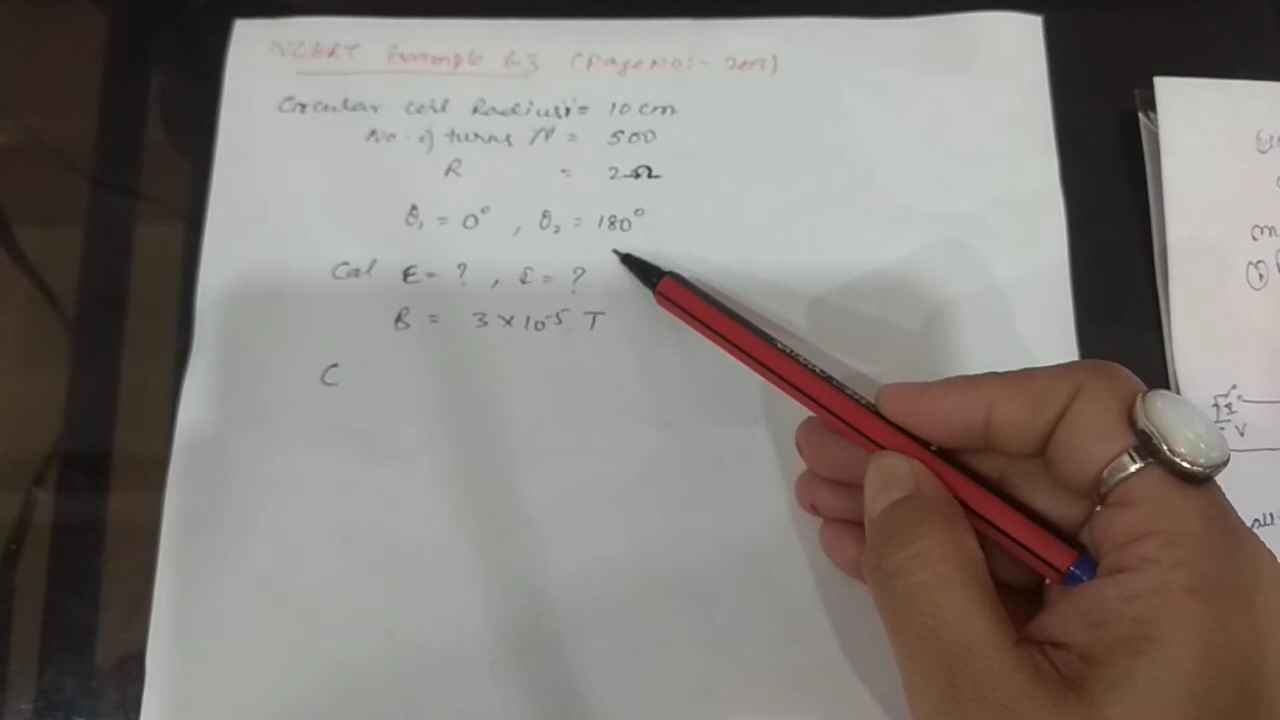 NCERT Example 6.3 (Page No:- 209)
Circular coil Radius = 10 cm
No. of turns N = 500
R = 2Ω
θ₁ = 0° , θ₂ = 180°
Cal ε = ? , I = ?
B = 3 × 10⁻⁵ T
C
V